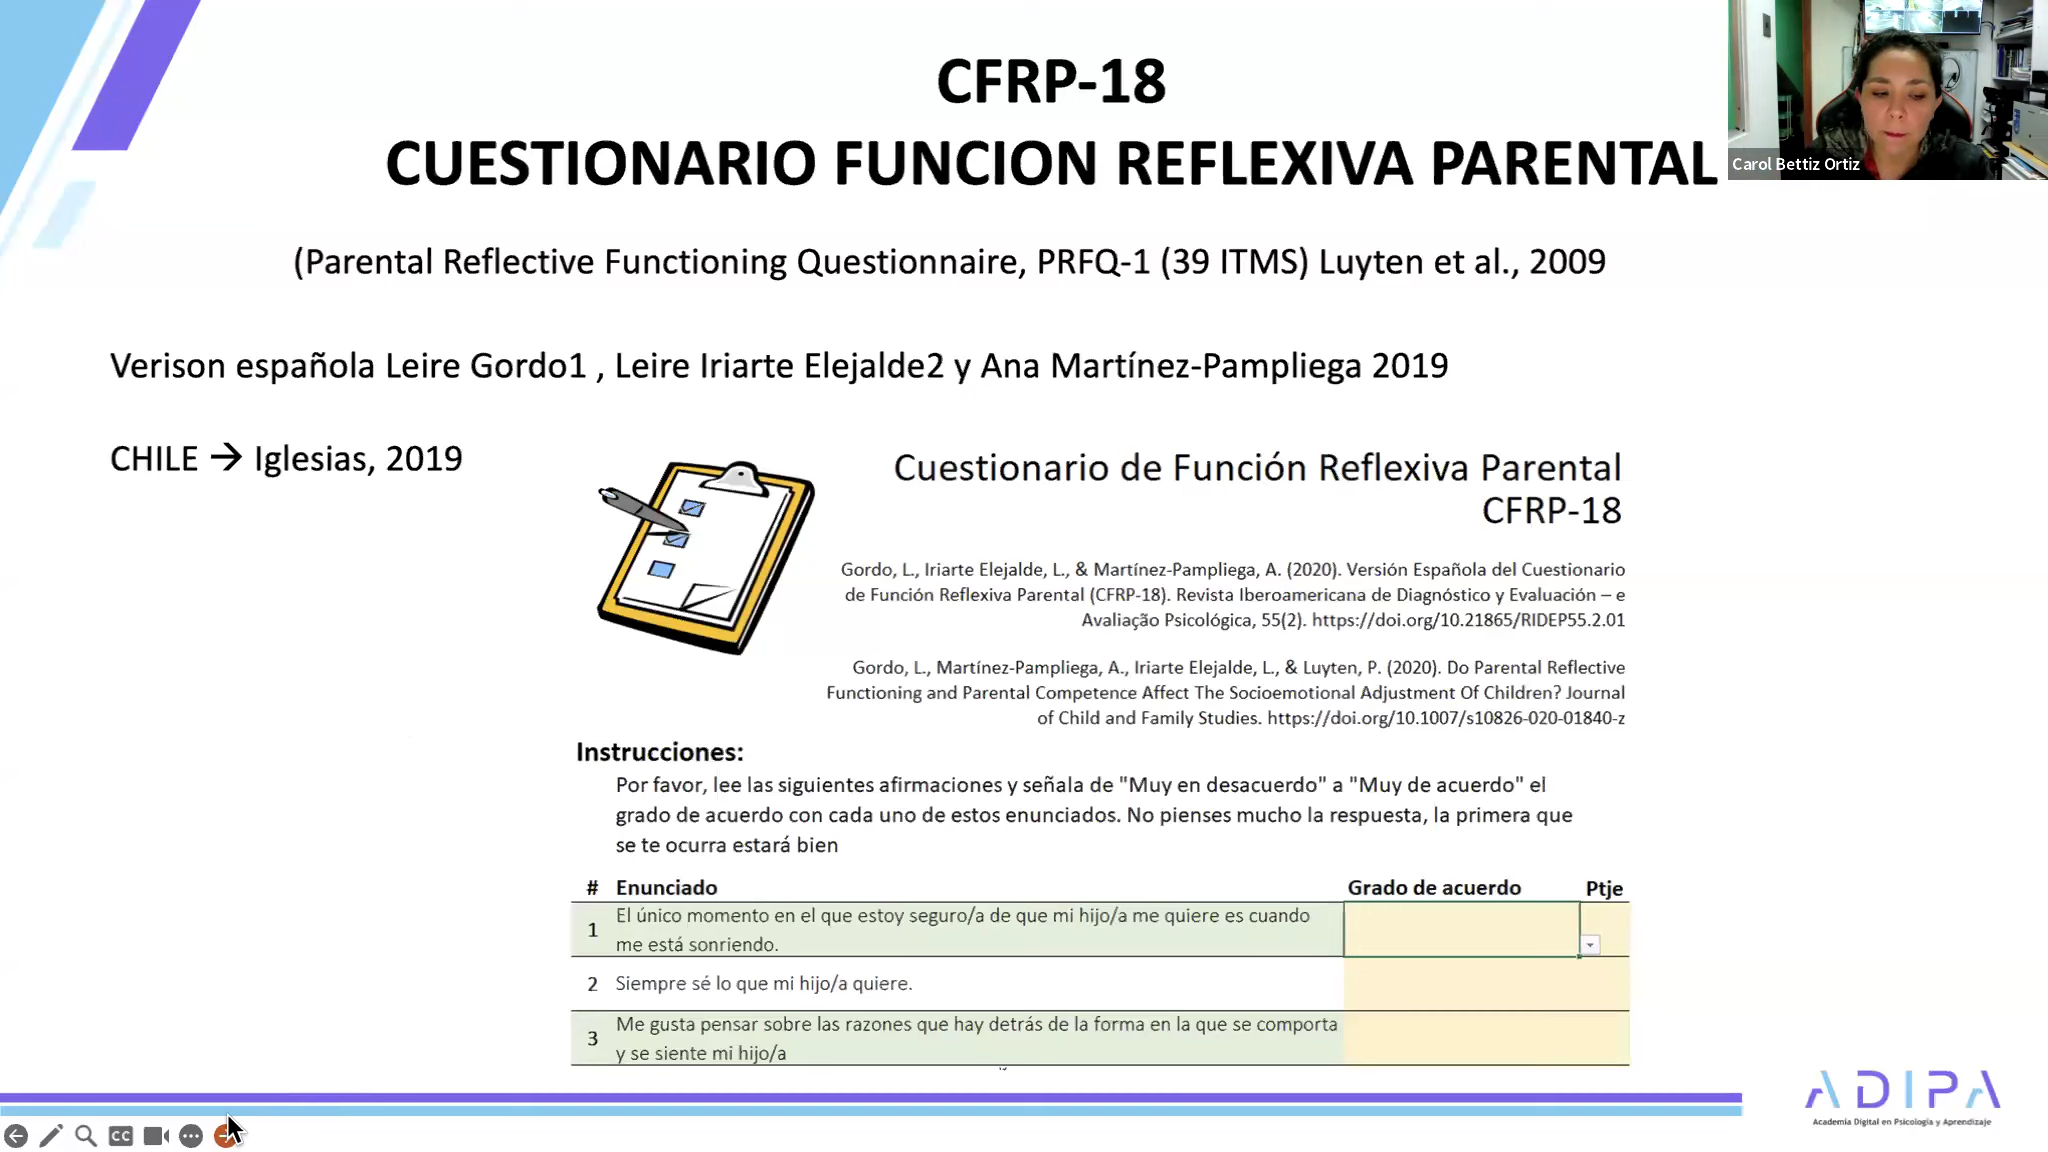 CFRP-18
CUESTIONARIO FUNCION REFLEXIVA PARENTAL
Carol Bettiz Ortiz
(Parental Reflective Functioning Questionnaire, PRFQ-1 (39 ITMS) Luyten et al., 2009
Verison española Leire Gordo1 , Leire Iriarte Elejalde2 y Ana Martínez-Pampliega 2019
CHILE → Iglesias, 2019
Cuestionario de Función Reflexiva Parental
CFRP-18
Gordo, L., Iriarte Elejalde, L., & Martínez-Pampliega, A. (2020). Versión Española del Cuestionario
de Función Reflexiva Parental (CFRP-18). Revista Iberoamericana de Diagnóstico y Evaluación – e
Avaliação Psicológica, 55(2). https://doi.org/10.21865/RIDEP55.2.01
Gordo, L., Martínez-Pampliega, A., Iriarte Elejalde, L., & Luyten, P. (2020). Do Parental Reflective
Functioning and Parental Competence Affect The Socioemotional Adjustment Of Children? Journal
of Child and Family Studies. https://doi.org/10.1007/s10826-020-01840-z
Instrucciones:
Por favor, lee las siguientes afirmaciones y señala de "Muy en desacuerdo" a "Muy de acuerdo" el
grado de acuerdo con cada uno de estos enunciados. No pienses mucho la respuesta, la primera que
se te ocurra estará bien
# Enunciado Grado de acuerdo Ptje
1 El único momento en el que estoy seguro/a de que mi hijo/a me quiere es cuando
me está sonriendo.
2 Siempre sé lo que mi hijo/a quiere.
3 Me gusta pensar sobre las razones que hay detrás de la forma en la que se comporta
y se siente mi hijo/a
ADIPA
Academia Digital en Psicología y Aprendizaje
CC